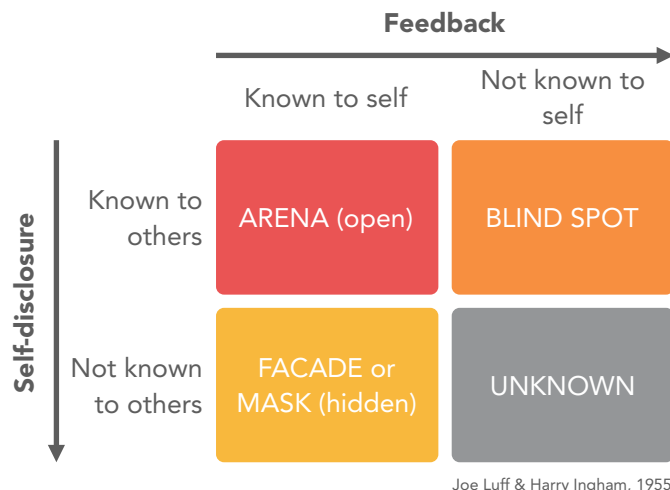 Feedback
Known to self
Not known to
self
Self-disclosure
Known to
others
ARENA (open)
BLIND SPOT
Not known
to others
FACADE or
MASK (hidden)
UNKNOWN
Joe Luff & Harry Ingham, 1955